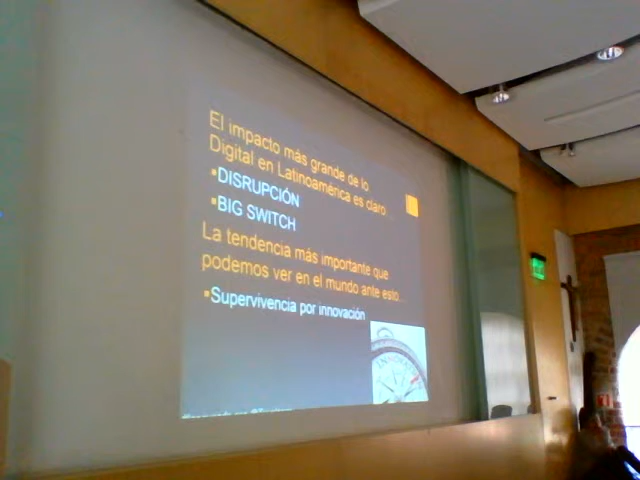 El impacto más grande de lo
Digital en Latinoamérica es claro...
▪DISRUPCIÓN
▪BIG SWITCH
La tendencia más importante que
podemos ver en el mundo ante esto...
▪Supervivencia por innovación